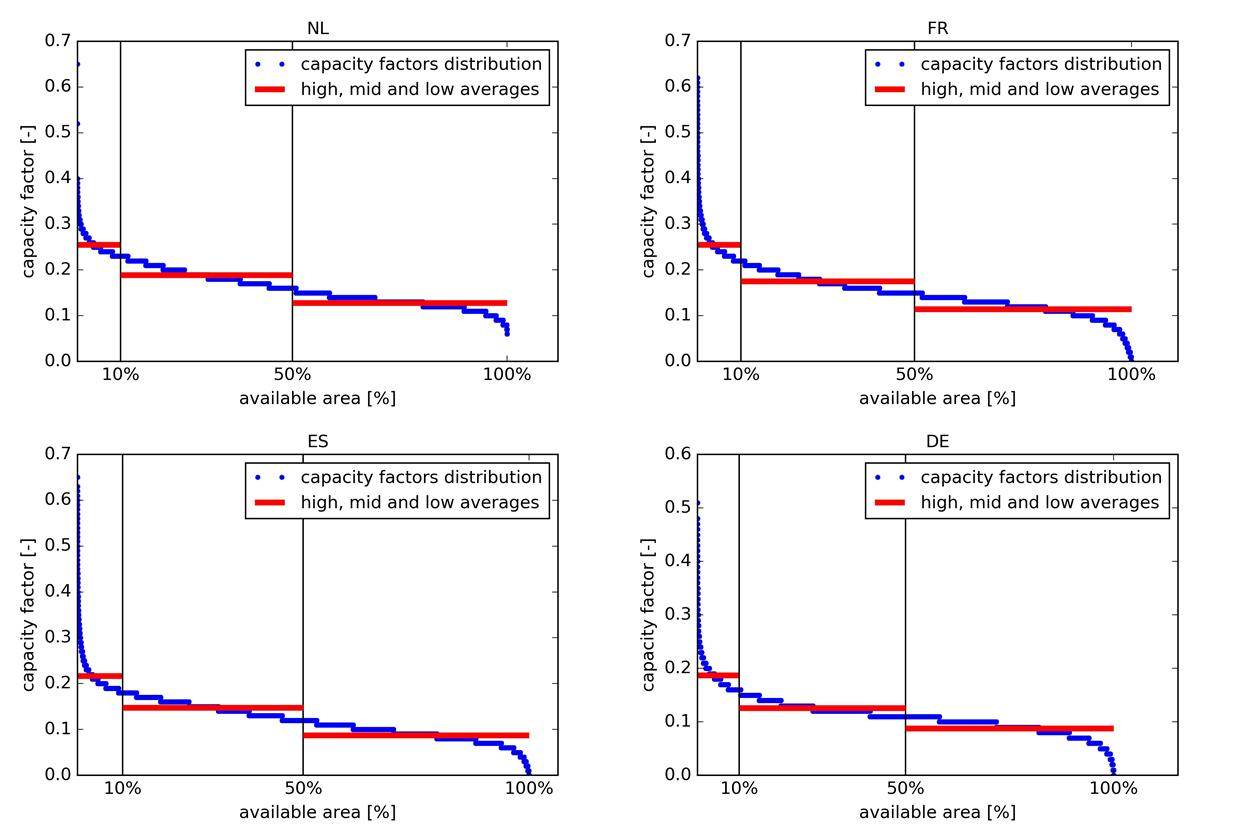 NL
0.7
0.6
0.5
0.4
0.3
0.2
0.1
0.0
capacity factor [-]
capacity factors distribution
high, mid and low averages
10%
50%
100%
available area [%]
FR
0.7
0.6
0.5
0.4
0.3
0.2
0.1
0.0
capacity factor [-]
capacity factors distribution
high, mid and low averages
10%
50%
100%
available area [%]
ES
0.7
0.6
0.5
0.4
0.3
0.2
0.1
0.0
capacity factor [-]
capacity factors distribution
high, mid and low averages
10%
50%
100%
available area [%]
DE
0.6
0.5
0.4
0.3
0.2
0.1
0.0
capacity factor [-]
capacity factors distribution
high, mid and low averages
10%
50%
100%
available area [%]